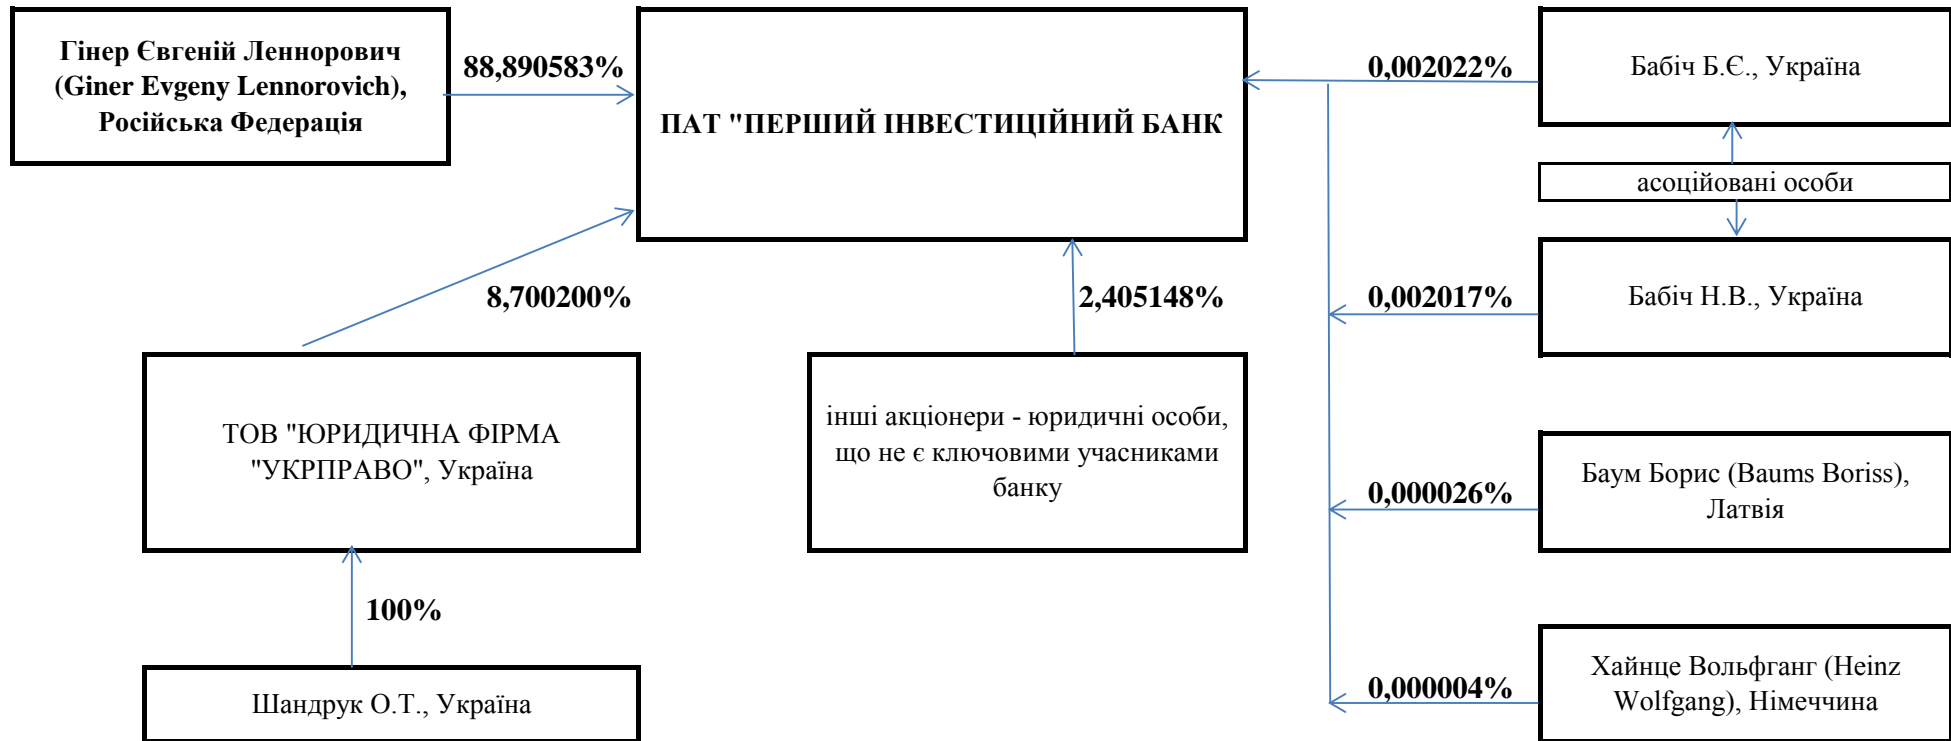 Гінер Євгеній Леннорович
(Giner Evgeny Lennorovich),
Російська Федерація
88,890583%
ПАТ "ПЕРШИЙ ІНВЕСТИЦІЙНИЙ БАНК
0,002022%
Бабіч Б.Є., Україна
асоційовані особи
8,700200%
2,405148%
0,002017%
Бабіч Н.В., Україна
ТОВ "ЮРИДИЧНА ФІРМА
"УКРПРАВО", Україна
інші акціонери - юридичні особи,
що не є ключовими учасниками
банку
0,000026%
Баум Борис (Baums Boriss),
Латвія
100%
Шандрук О.Т., Україна
0,000004%
Хайнце Вольфганг (Heinz
Wolfgang), Німеччина